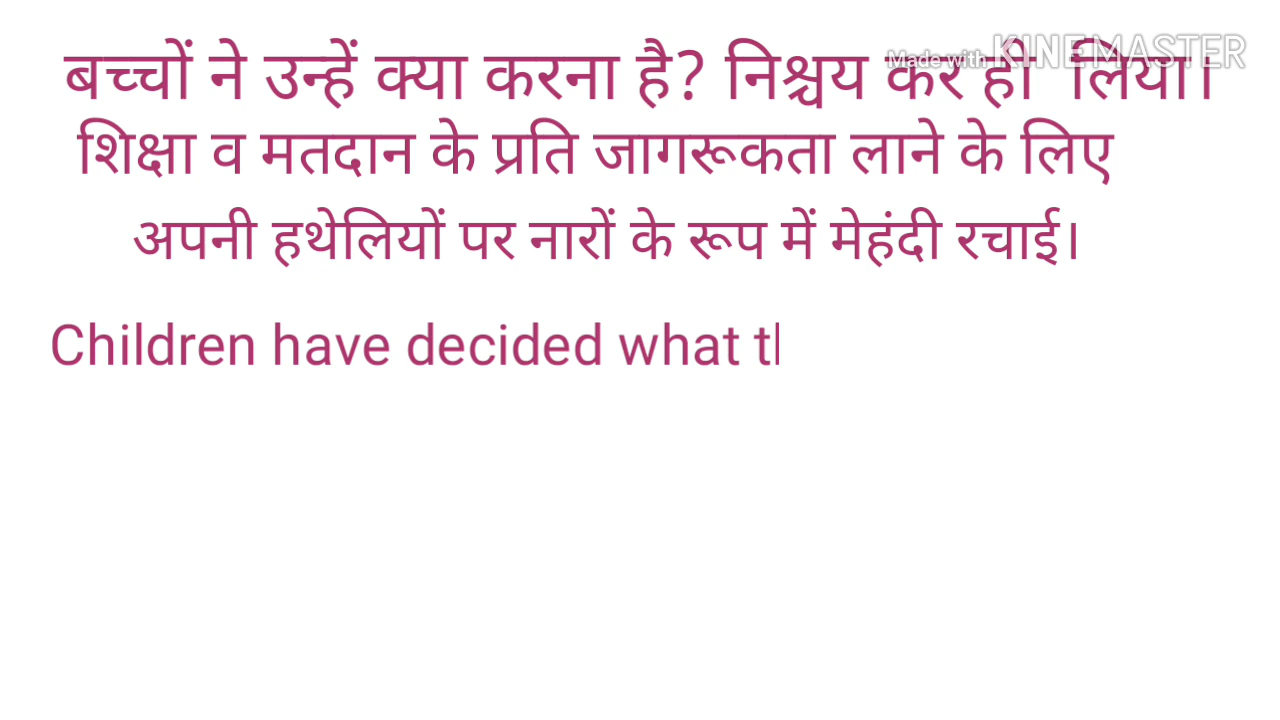 बच्चों ने उन्हें क्या करना है? निश्चय कर ही लिया।
Made with KINEMASTER
शिक्षा व मतदान के प्रति जागरूकता लाने के लिए
अपनी हथेलियों पर नारों के रूप में मेहंदी रचाई।
Children have decided what